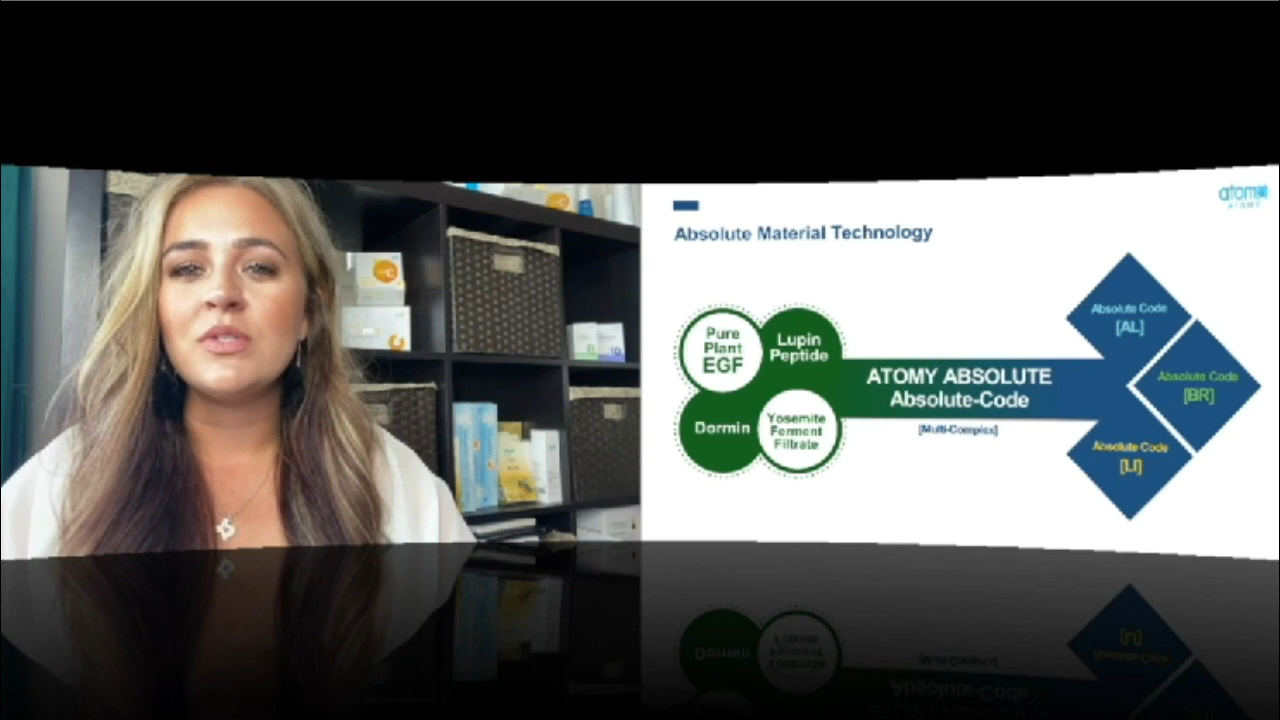 atom
ATOMY
Absolute Material Technology
Pure
Plant
EGF
Lupin
Peptide
Dormin
Yosemite
Ferment
Filtrate
ATOMY ABSOLUTE
Absolute-Code
[Multi-Complex]
Absolute Code
[AL]
Absolute Code
[BR]
Absolute Code
[LI]
C